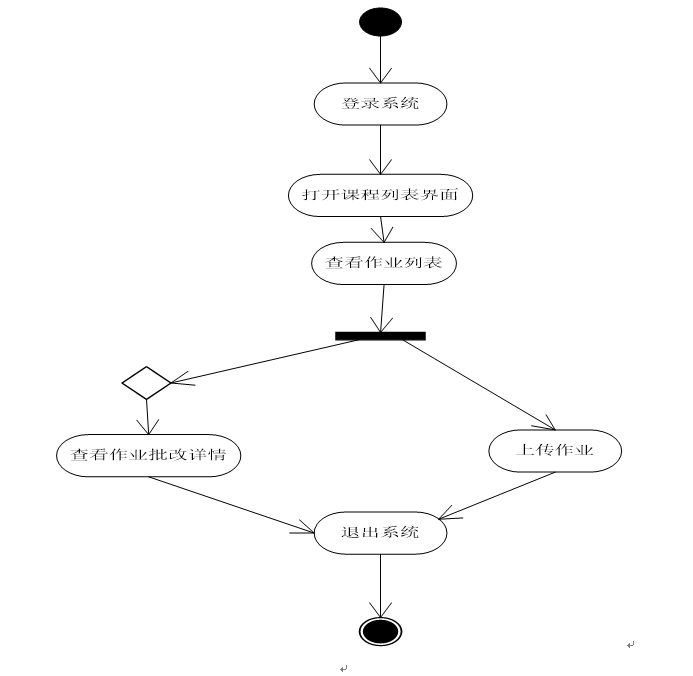 登录系统
打开课程列表界面
查看作业列表
查看作业批改详情
上传作业
退出系统